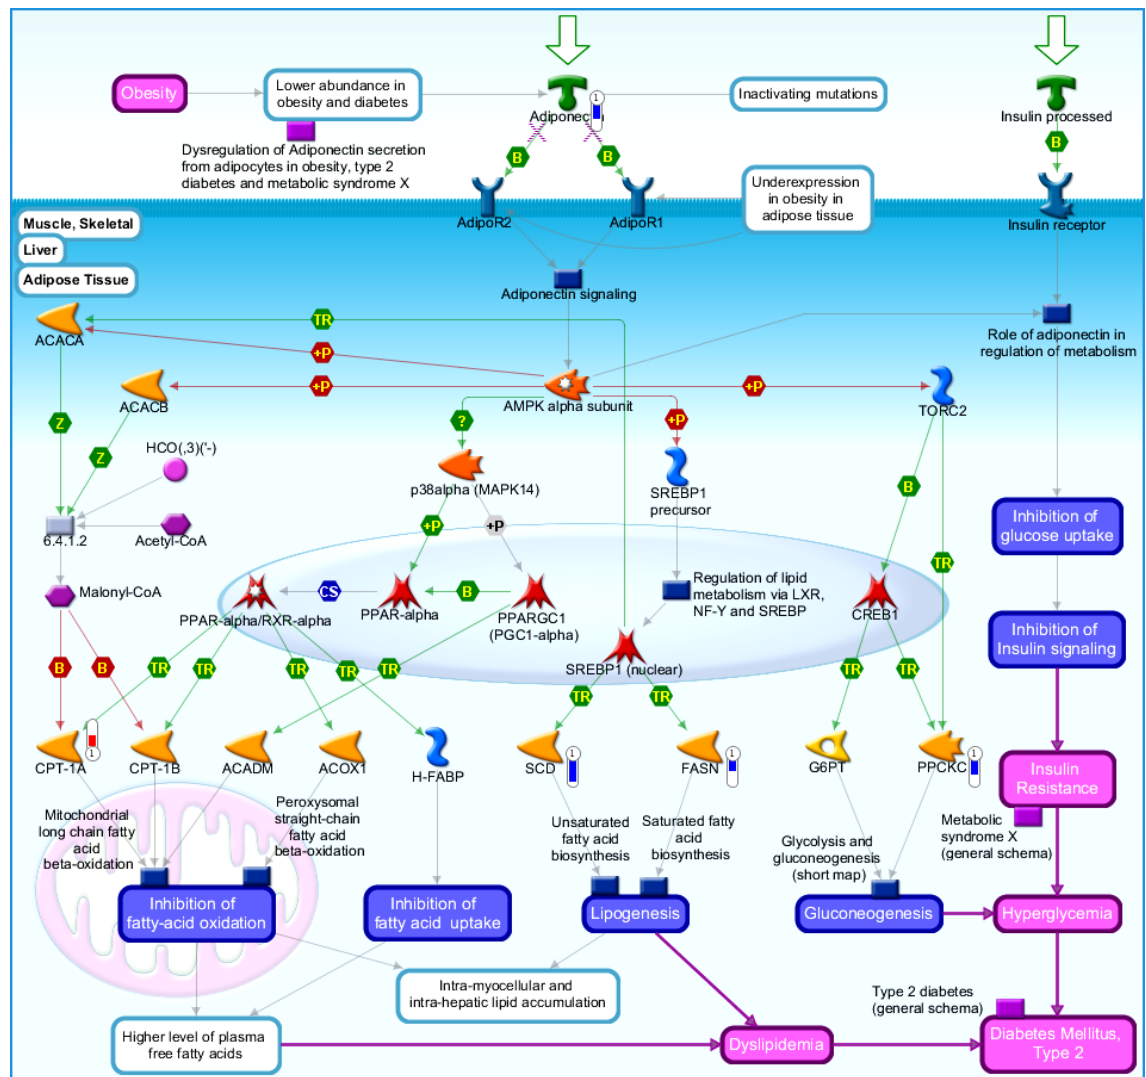 Obesity
Lower abundance in
obesity and diabetes
1
Adiponectin
Inactivating mutations
Insulin processed
Dysregulation of Adiponectin secretion
from adipocytes in obesity, type 2
diabetes and metabolic syndrome X
B
B
B
Underexpression
in obesity in
adipose tissue
AdipoR2
AdipoR1
Insulin receptor
Muscle, Skeletal
Liver
Adipose Tissue
Adiponectin signaling
TR
ACACA
+P
Role of adiponectin in
regulation of metabolism
+P
+P
ACACB
AMPK alpha subunit
TORC2
?
+P
Z
Z
HCO(,3)('-)
p38alpha (MAPK14)
SREBP1
precursor
B
6.4.1.2
Acetyl-CoA
+P
+P
Inhibition of
glucose uptake
TR
Malonyl-CoA
CS
B
PPAR-alpha/RXR-alpha
PPAR-alpha
PPARGC1
(PGC1-alpha)
Regulation of lipid
metabolism via LXR,
NF-Y and SREBP
CREB1
Inhibition of
Insulin signaling
SREBP1 (nuclear)
B
B
TR
TR
TR
TR
TR
TR
TR
TR
TR
1
CPT-1A
CPT-1B
ACADM
ACOX1
H-FABP
SCD
1
FASN
1
G6PT
PPCKC
1
Insulin
Resistance
Mitochondrial
long chain fatty
acid
beta-oxidation
Peroxysomal
straight-chain
fatty acid
beta-oxidation
Unsaturated
fatty acid
biosynthesis
Saturated fatty
acid
biosynthesis
Glycolysis and
gluconeogenesis
(short map)
Metabolic
syndrome X
(general schema)
Inhibition of
fatty-acid oxidation
Inhibition of
fatty acid uptake
Lipogenesis
Gluconeogenesis
Hyperglycemia
Intra-myocellular and
intra-hepatic lipid accumulation
Type 2 diabetes
(general schema)
Higher level of plasma
free fatty acids
Dyslipidemia
Diabetes Mellitus,
Type 2